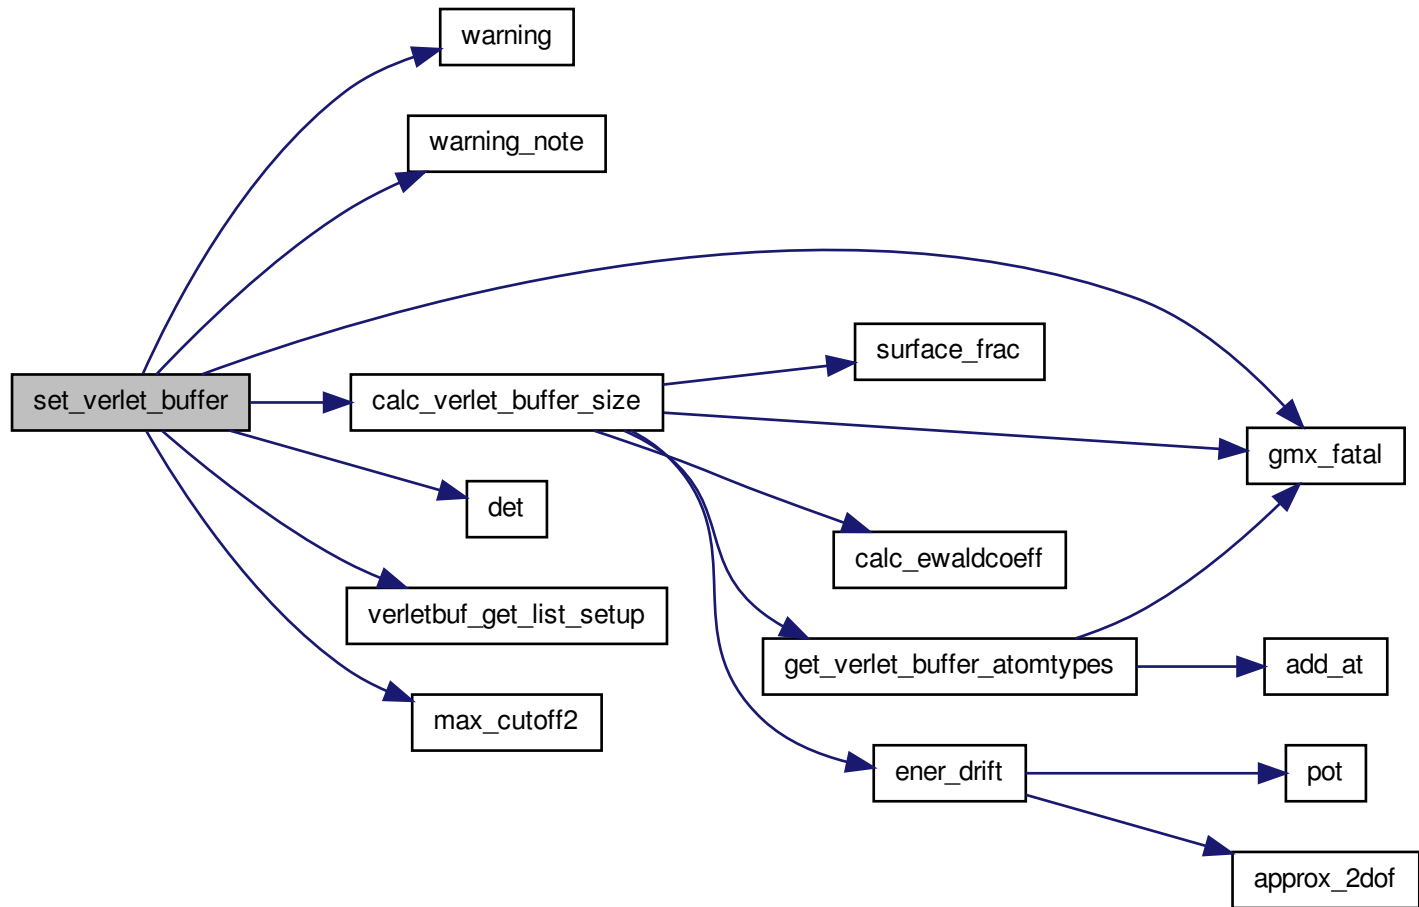 warning
warning_note
surface_frac
set_verlet_buffer
calc_verlet_buffer_size
gmx_fatal
det
calc_ewaldcoeff
verletbuf_get_list_setup
get_verlet_buffer_atomtypes
add_at
max_cutoff2
ener_drift
pot
approx_2dof